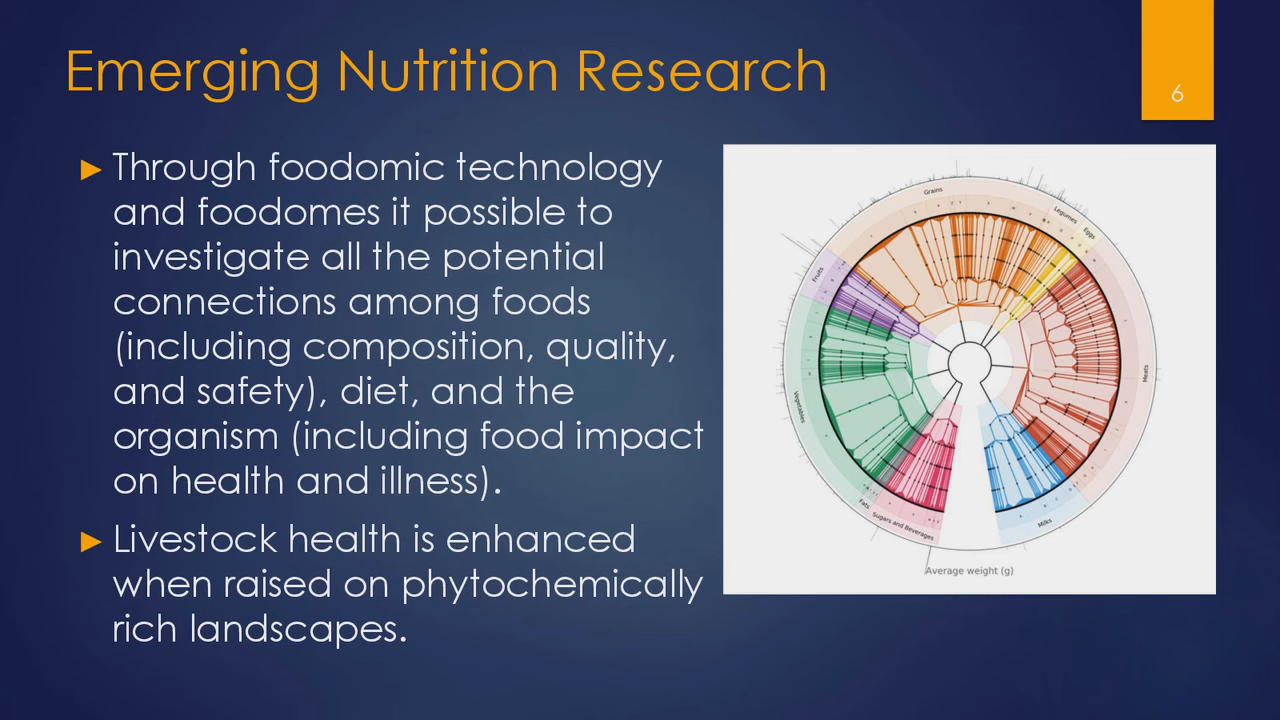 Emerging Nutrition Research
6
► Through foodomic technology
and foodomes it possible to
investigate all the potential
connections among foods
(including composition, quality,
and safety), diet, and the
organism (including food impact
on health and illness).
► Livestock health is enhanced
when raised on phytochemically
rich landscapes.
Grains
Legumes
Eggs
Fruits
Meats
Vegetables
Fats
Sugars and Beverages
Milks
Average weight (g)